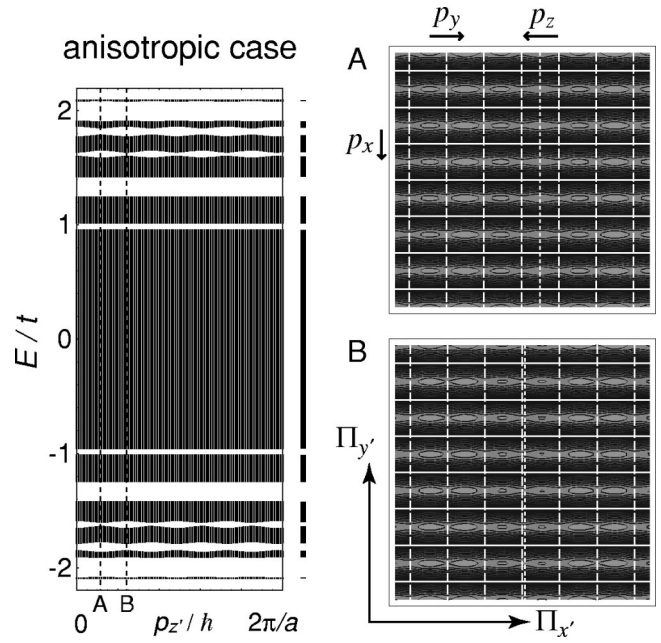 anisotropic case
E / t
2
1
0
-1
-2
A
B
0
p_z' / ħ
2π/a
A
p_y
p_z
p_x
B
Π_y'
Π_x'